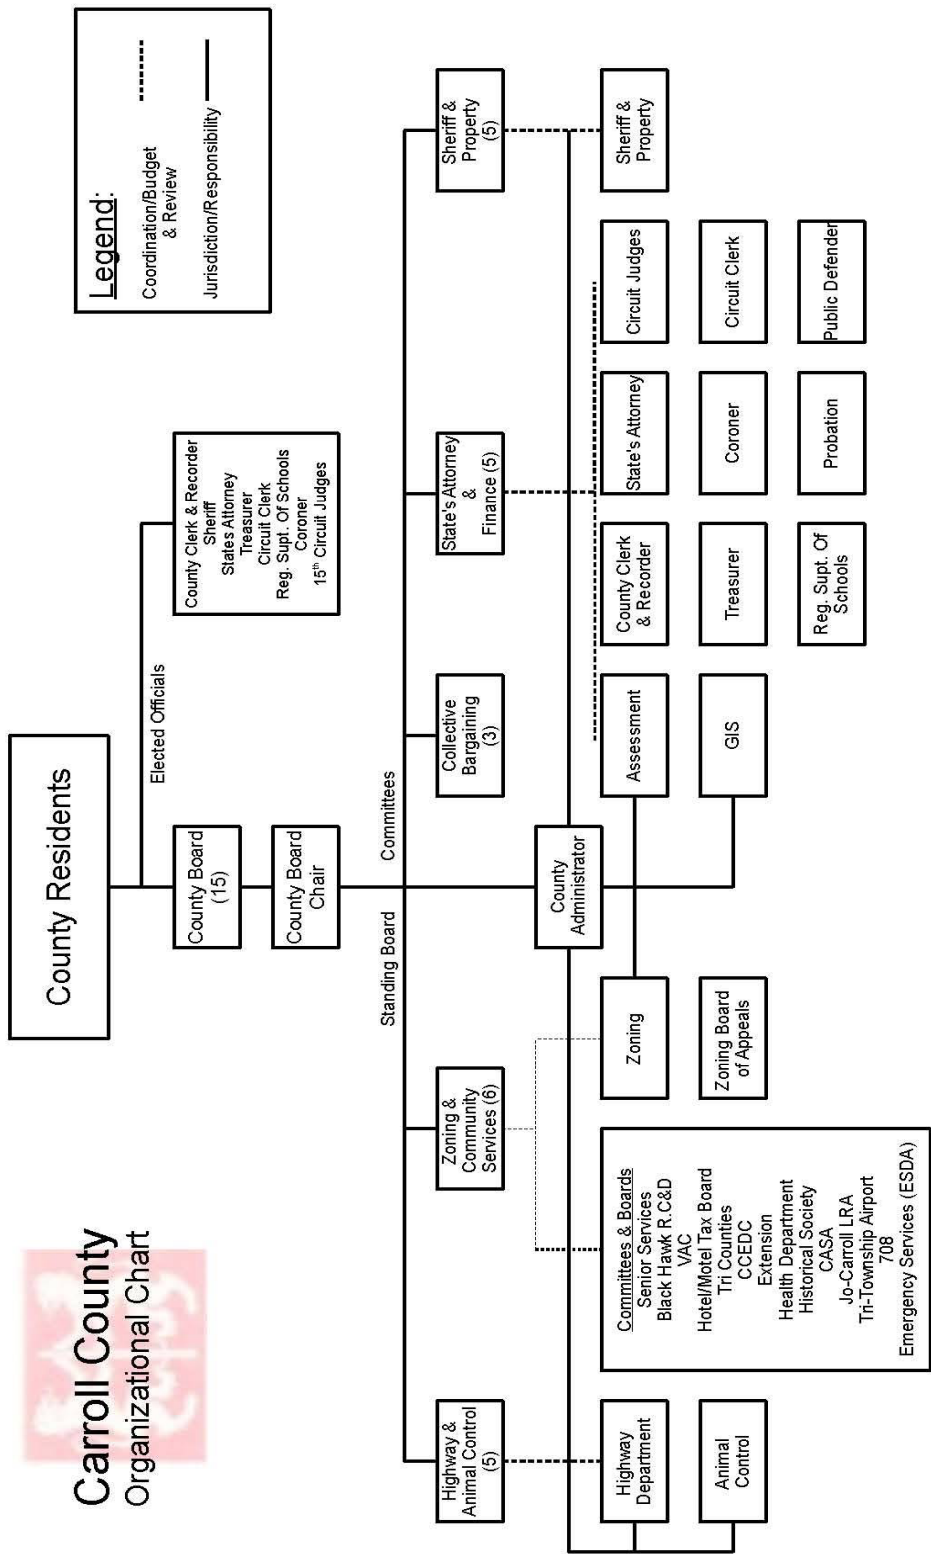 Carroll County
Organizational Chart
County Residents
Legend:
Coordination/Budget
& Review
Jurisdiction/Responsibility
Elected Officials
County Board
(15)
County Clerk & Recorder
Sheriff
States Attorney
Treasurer
Circuit Clerk
Reg. Supt. Of Schools
Coroner
15th Circuit Judges
County Board
Chair
Standing Board
Committees
Highway &
Animal Control
(5)
Zoning &
Community
Services (6)
Collective
Bargaining
(3)
State's Attorney
&
Finance (5)
Sheriff &
Property
(5)
County
Administrator
Highway
Department
Committees & Boards
Senior Services
Black Hawk R.C&D
VAC
Hotel/Motel Tax Board
Tri Counties
CCEDC
Extension
Health Department
Historical Society
CASA
Jo-Carroll LRA
Tri-Township Airport
708
Emergency Services (ESDA)
Zoning
Assessment
County Clerk
& Recorder
State's Attorney
Circuit Judges
Sheriff &
Property
Animal
Control
Zoning Board
of Appeals
GIS
Treasurer
Coroner
Circuit Clerk
Reg. Supt. Of
Schools
Probation
Public Defender